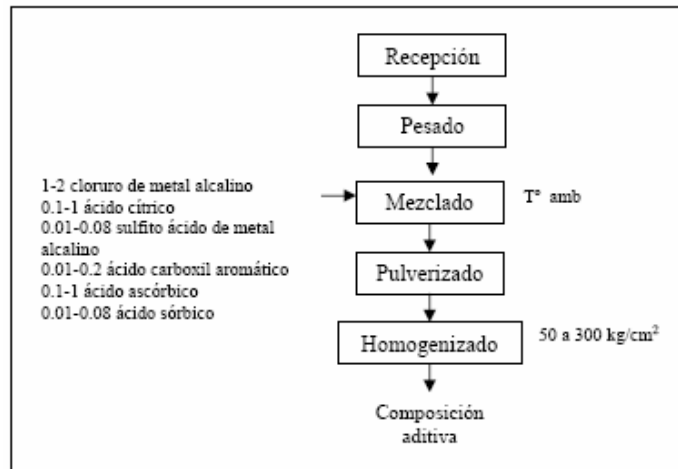 Recepción
Pesado
1-2 cloruro de metal alcalino
0.1-1 ácido cítrico
0.01-0.08 sulfito ácido de metal
alcalino
0.01-0.2 ácido carboxil aromático
0.1-1 ácido ascórbico
0.01-0.08 ácido sórbico
Mezclado
Tº amb
Pulverizado
Homogenizado
50 a 300 kg/cm²
Composición
aditiva